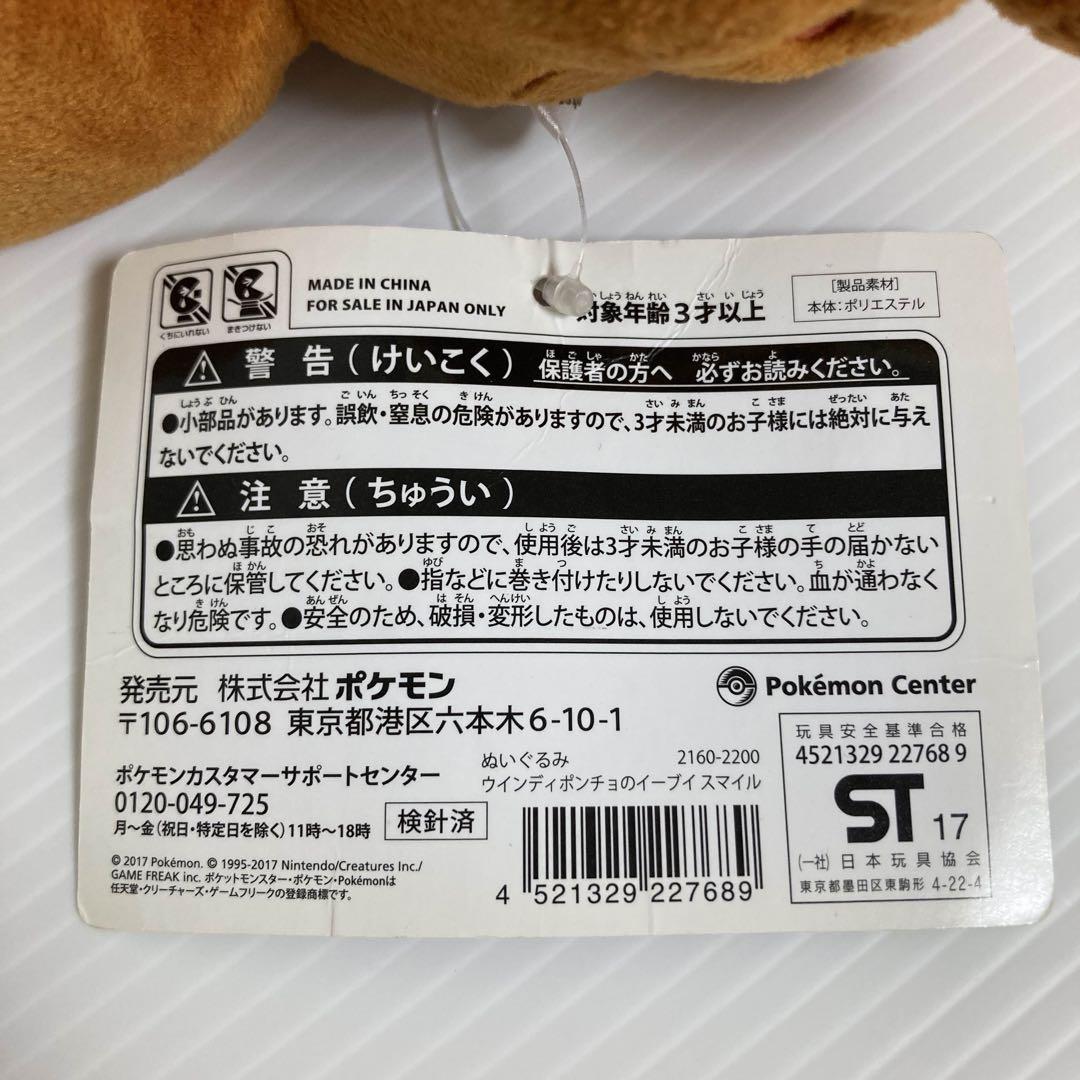 くちにいれない
まきつけない
MADE IN CHINA
FOR SALE IN JAPAN ONLY
対象年齢3才以上
[製品素材]
本体:ポリエステル
警 告(けいこく) 保護者の方へ 必ずお読みください。
●小部品があります。誤飲・窒息の危険がありますので、3才未満のお子様には絶対に与え
ないでください。
注 意(ちゅうい)
●思わぬ事故の恐れがありますので、使用後は3才未満のお子様の手の届かない
ところに保管してください。●指などに巻き付けたりしないでください。血が通わなく
なり危険です。●安全のため、破損・変形したものは、使用しないでください。
発売元 株式会社 ポケモン
〒106-6108 東京都港区六本木6-10-1
Pokémon Center
ポケモンカスタマーサポートセンター
0120-049-725
月〜金(祝日・特定日を除く)11時〜18時
検針済
ぬいぐるみ 2160-2200
ウインディポンチョのイーブイ スマイル
4 521329 227689
玩具安全基準合格
4521329 22768 9
ST 17
(一社)日本玩具協会
東京都墨田区東駒形 4-22-4
© 2017 Pokémon. © 1995-2017 Nintendo/Creatures Inc./
GAME FREAK inc. ポケットモンスター・ポケモン・Pokémonは
任天堂・クリーチャーズ・ゲームフリークの登録商標です。